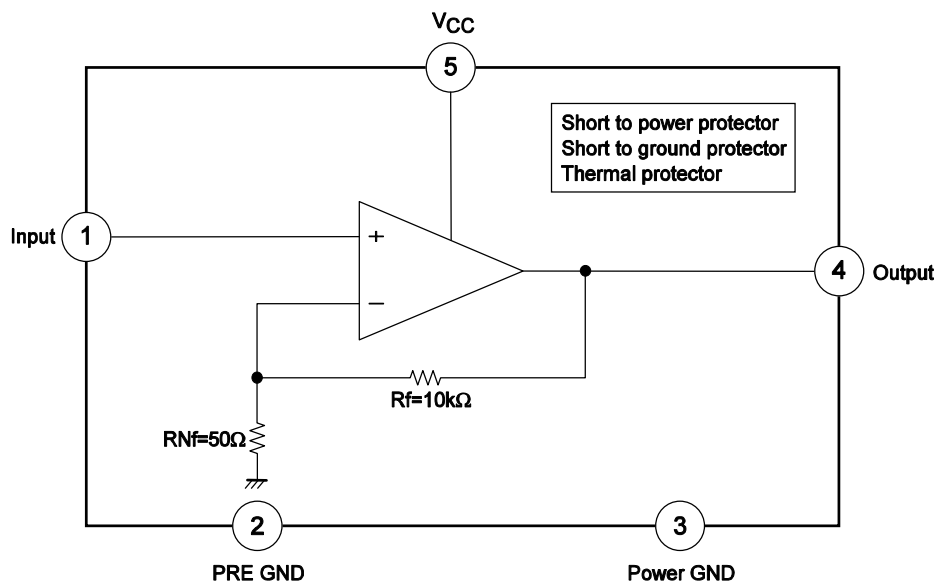 VCC
5
Short to power protector
Short to ground protector
Thermal protector
Input
1
+
−
4
Output
Rf=10kΩ
RNf=50Ω
2
3
PRE GND
Power GND